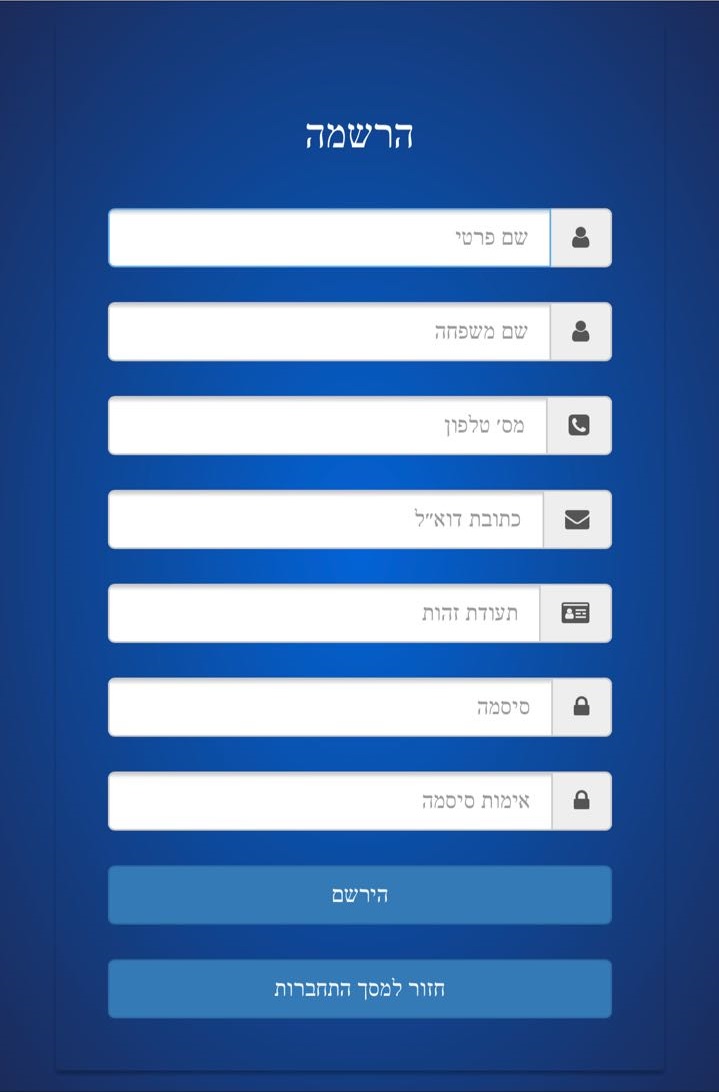 הרשמה
שם פרטי
שם משפחה
מס׳ טלפון
כתובת דוא״ל
תעודת זהות
סיסמה
אימות סיסמה
הירשם
חזור למסך התחברות